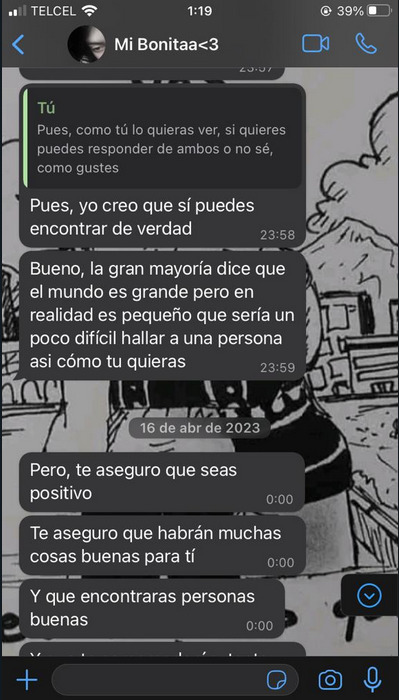 TELCEL 1:19 39%
Mi Bonitaa<3
23:57
Tú
Pues, como tú lo quieras ver, si quieres
puedes responder de ambos o no sé,
como gustes
Pues, yo creo que sí puedes
encontrar de verdad
23:58
Bueno, la gran mayoría dice que
el mundo es grande pero en
realidad es pequeño que sería un
poco difícil hallar a una persona
asi cómo tu quieras
23:59
16 de abr de 2023
Pero, te aseguro que seas
positivo
0:00
Te aseguro que habrán muchas
cosas buenas para tí
0:00
Y que encontraras personas
buenas
0:00